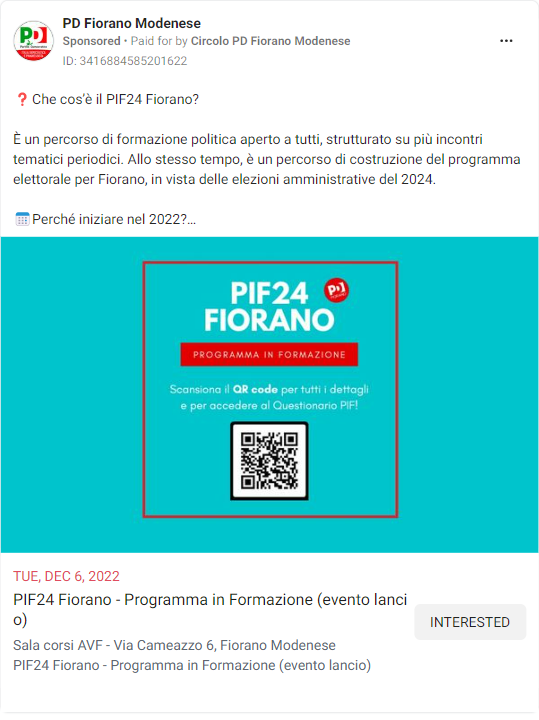 PD Fiorano Modenese
Sponsored • Paid for by Circolo PD Fiorano Modenese
ID: 3416884585201622
❓ Che cos'è il PIF24 Fiorano?
È un percorso di formazione politica aperto a tutti, strutturato su più incontri
tematici periodici. Allo stesso tempo, è un percorso di costruzione del programma
elettorale per Fiorano, in vista delle elezioni amministrative del 2024.
🗓️ Perché iniziare nel 2022?...
PIF24
FIORANO
PD
PROGRAMMA IN FORMAZIONE
Scansiona il QR code per tutti i dettagli
e per accedere al Questionario PIF!
TUE, DEC 6, 2022
PIF24 Fiorano - Programma in Formazione (evento lanci
o)
INTERESTED
Sala corsi AVF - Via Cameazzo 6, Fiorano Modenese
PIF24 Fiorano - Programma in Formazione (evento lancio)